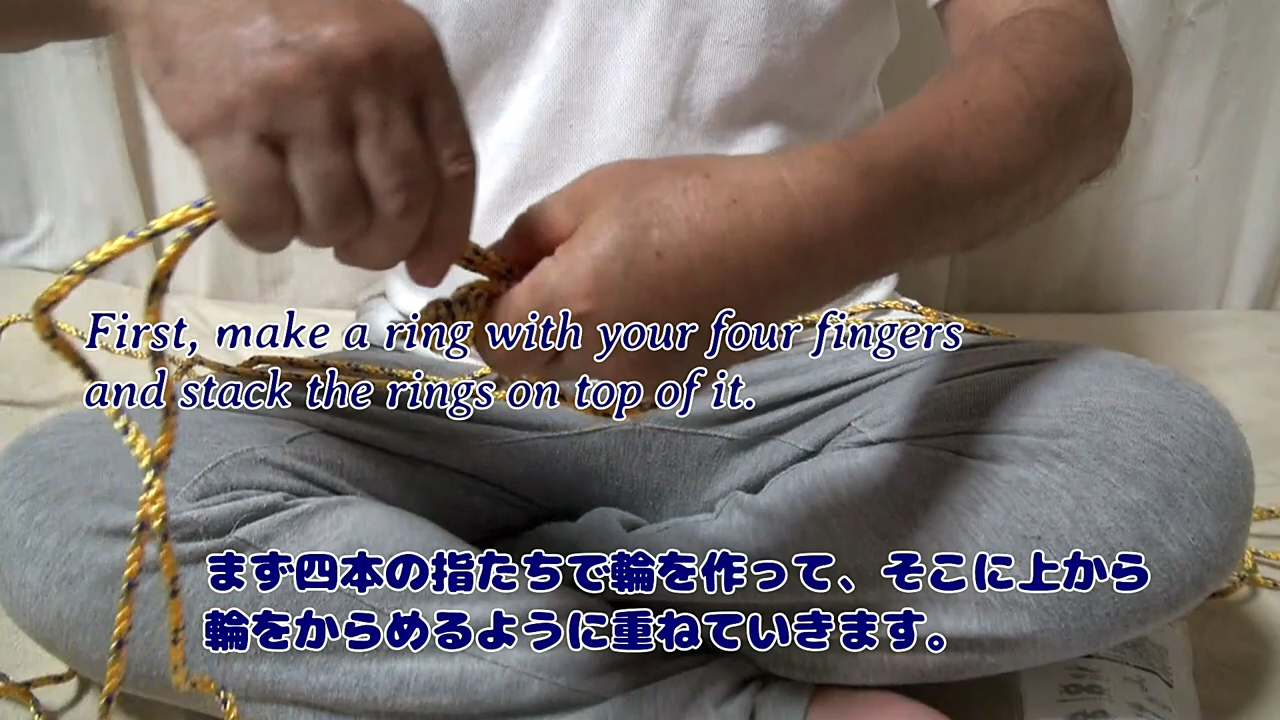 First, make a ring with your four fingers
and stack the rings on top of it.
まず四本の指たちで輪を作って、そこに上から
輪をからめるように重ねていきます。